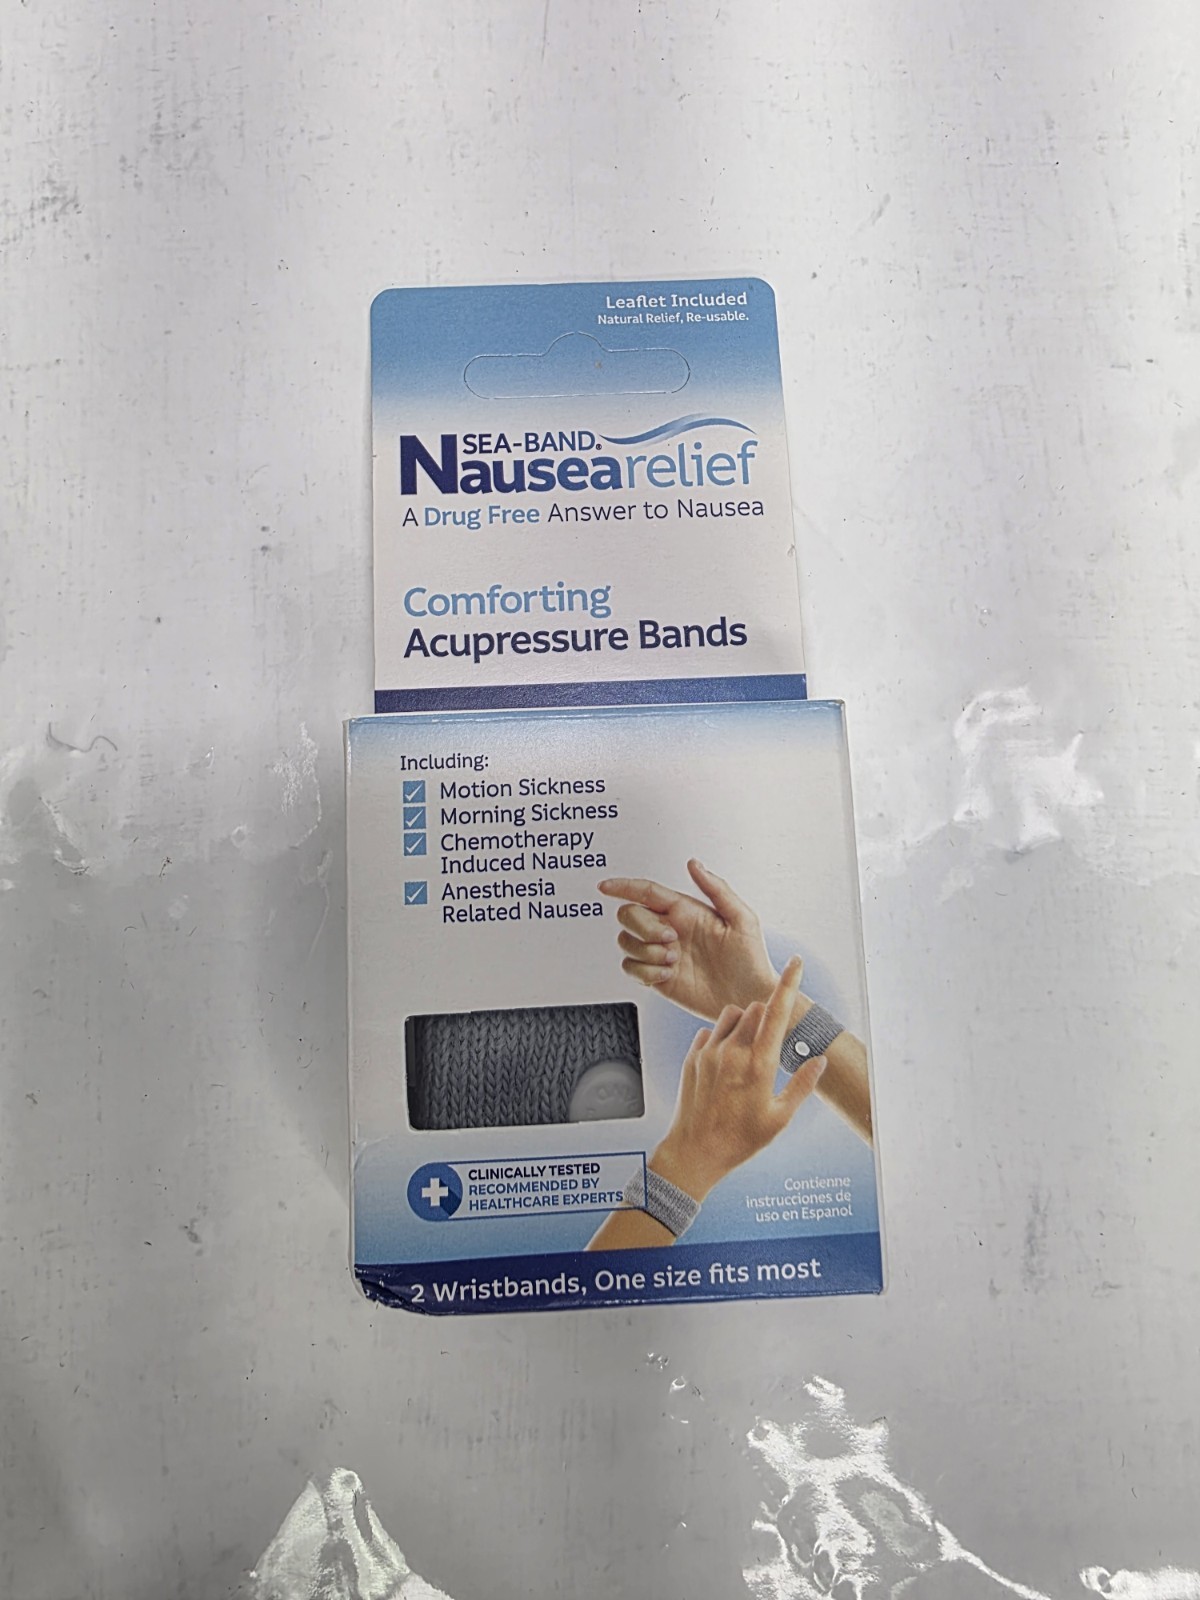 Leaflet Included
Natural Relief, Re-usable.
SEA-BAND®
Nausearelief
A Drug Free Answer to Nausea
Comforting
Acupressure Bands
Including:
Motion Sickness
Morning Sickness
Chemotherapy
Induced Nausea
Anesthesia
Related Nausea
CLINICALLY TESTED
RECOMMENDED BY
HEALTHCARE EXPERTS
Contienne
instrucciones de
uso en Espanol
2 Wristbands, One size fits most